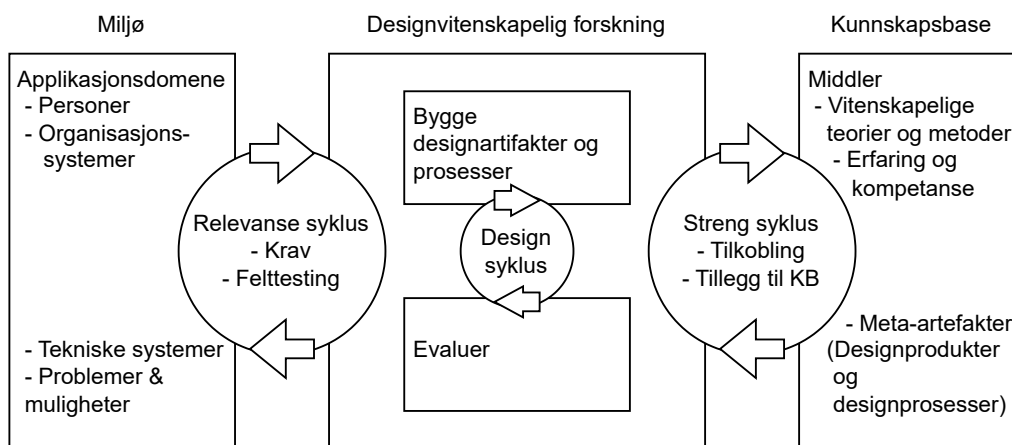 Miljø
Designvitenskapelig forskning
Kunnskapsbase
Applikasjonsdomene
- Personer
- Organisasjons-
systemer
- Tekniske systemer
- Problemer &
muligheter
Relevanse syklus
- Krav
- Felttesting
Bygge
designartifakter og
prosesser
Design
syklus
Evaluer
Streng syklus
- Tilkobling
- Tillegg til KB
Midler
- Vitenskapelige
teorier og metoder
- Erfaring og
kompetanse
- Meta-artefakter
(Designprodukter
og
designprosesser)